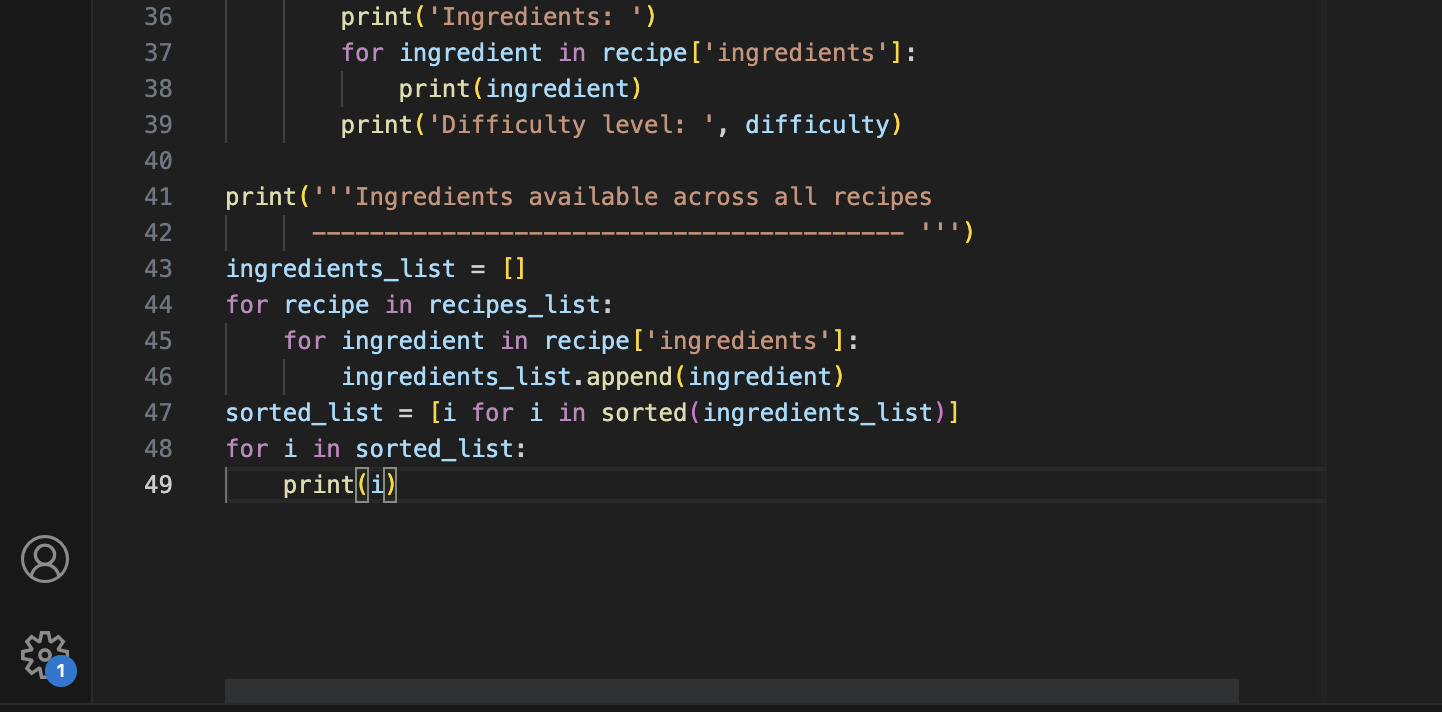 36 print('Ingredients: ')
37 for ingredient in recipe['ingredients']:
38 print(ingredient)
39 print('Difficulty level: ', difficulty)
40
41 print('''Ingredients available across all recipes
42 ----------------------------------------- ''')
43 ingredients_list = []
44 for recipe in recipes_list:
45 for ingredient in recipe['ingredients']:
46 ingredients_list.append(ingredient)
47 sorted_list = [i for i in sorted(ingredients_list)]
48 for i in sorted_list:
49 print(i)
1